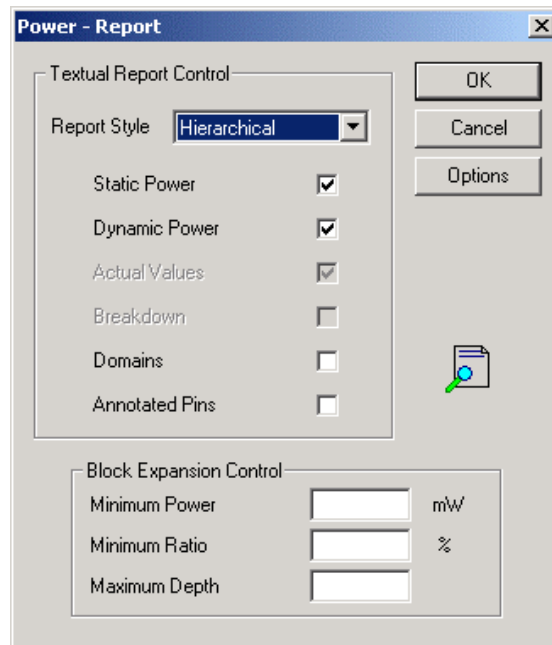 Power - Report
Textual Report Control
OK
Report Style Hierarchical
Cancel
Static Power
Options
Dynamic Power
Actual Values
Breakdown
Domains
Annotated Pins
Block Expansion Control
Minimum Power mW
Minimum Ratio %
Maximum Depth